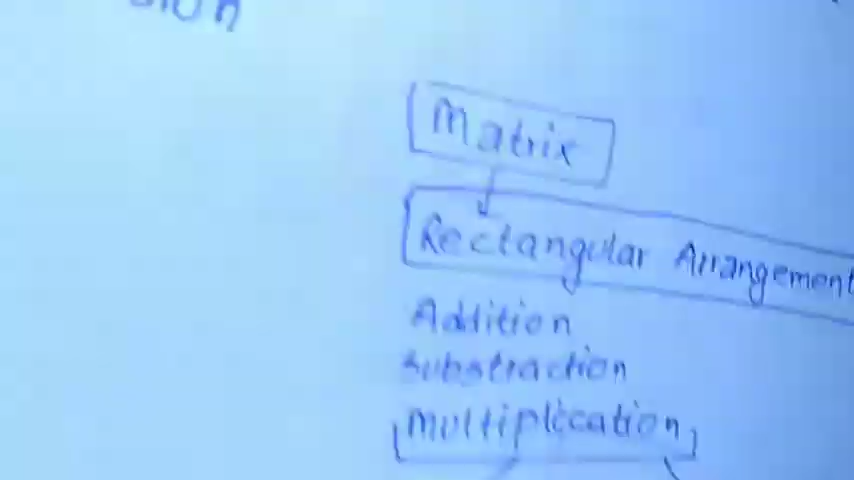 Matrix
Rectangular Arrangement
Addition
Substraction
Multiplication